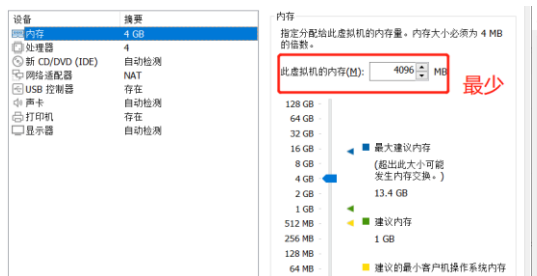 设备 摘要
内存 4 GB
处理器 4
新 CD/DVD (IDE) 自动检测
网络适配器 NAT
USB 控制器 存在
声卡 自动检测
打印机 存在
显示器 自动检测
内存
指定分配给此虚拟机的内存量。内存大小必须为 4 MB
的倍数。
此虚拟机的内存(M): 4096 MB
最少
128 GB
64 GB
32 GB
16 GB
8 GB
4 GB
2 GB
1 GB
512 MB
256 MB
128 MB
64 MB
最大建议内存
(超出此大小可能
发生内存交换。)
13.4 GB
建议内存
1 GB
建议的最小客户机操作系统内存